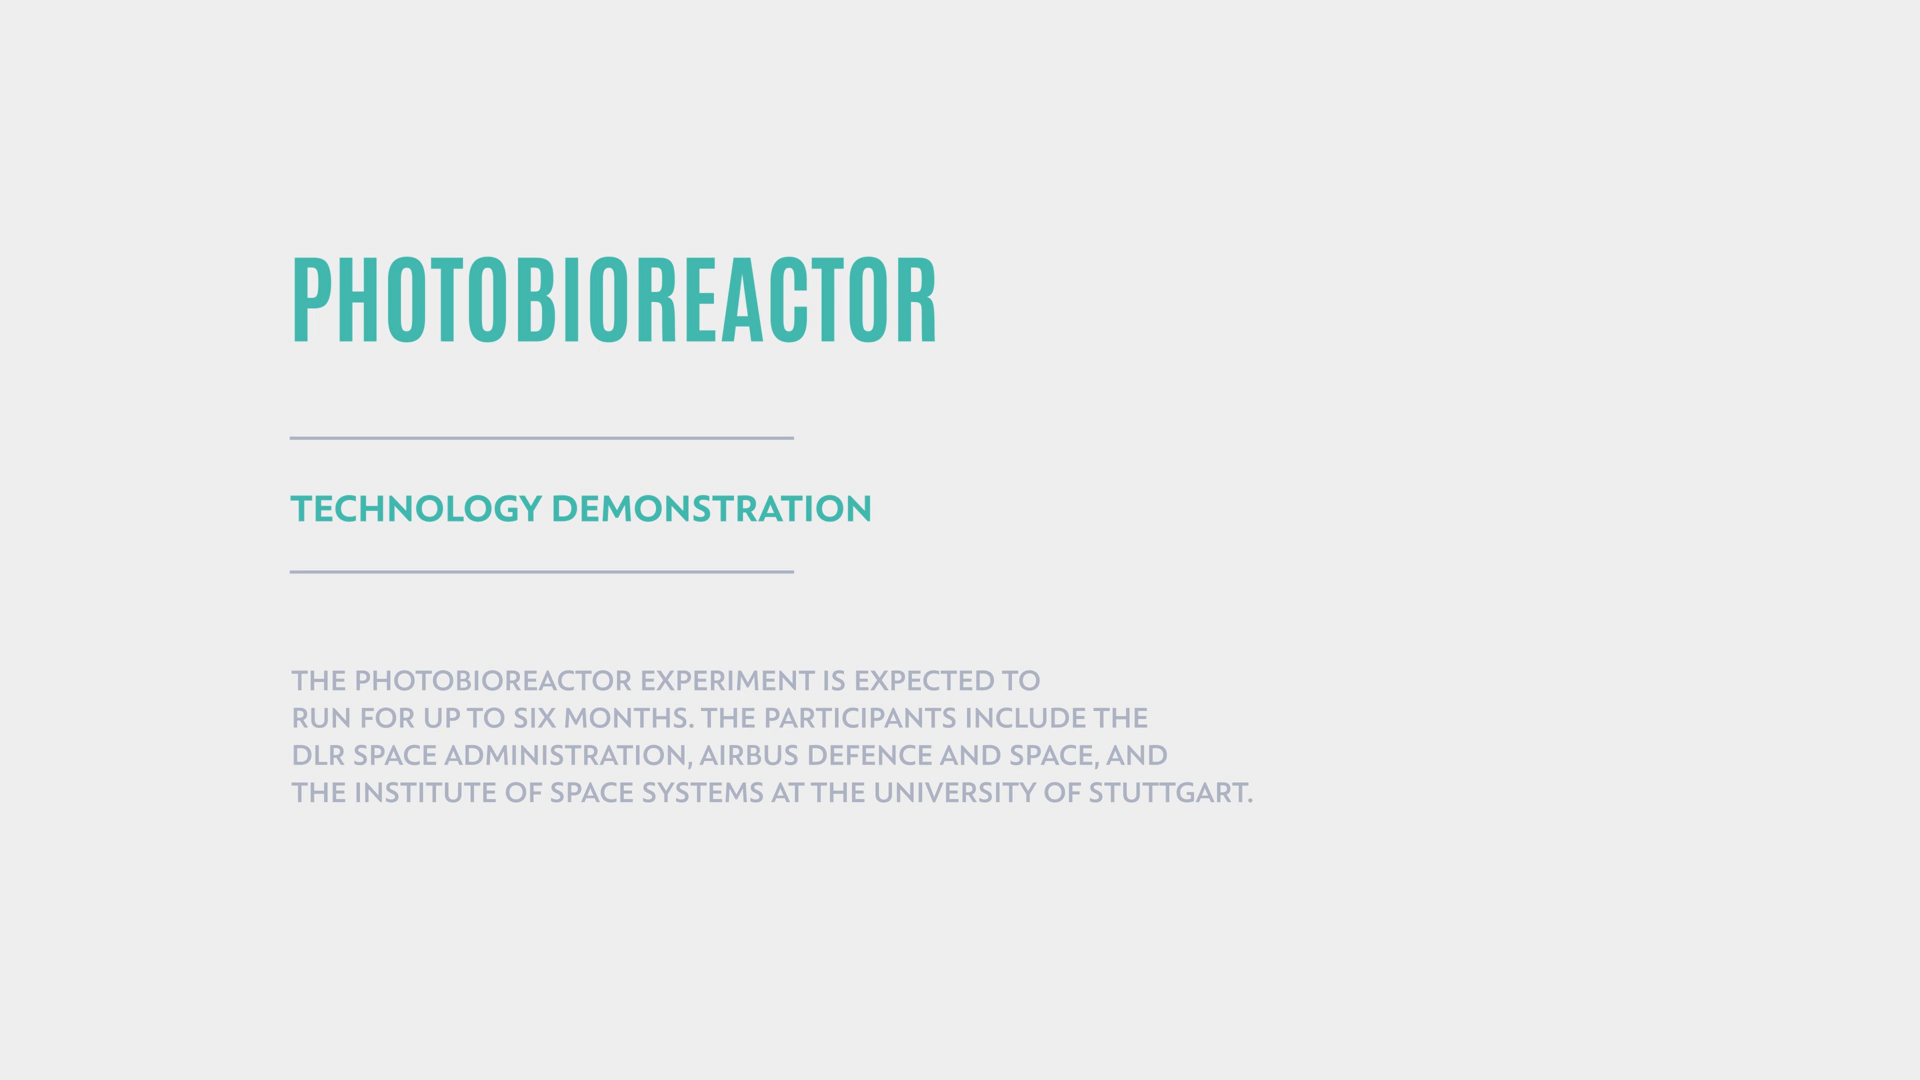 PHOTOBIOREACTOR
TECHNOLOGY DEMONSTRATION
THE PHOTOBIOREACTOR EXPERIMENT IS EXPECTED TO
RUN FOR UP TO SIX MONTHS. THE PARTICIPANTS INCLUDE THE
DLR SPACE ADMINISTRATION, AIRBUS DEFENCE AND SPACE, AND
THE INSTITUTE OF SPACE SYSTEMS AT THE UNIVERSITY OF STUTTGART.